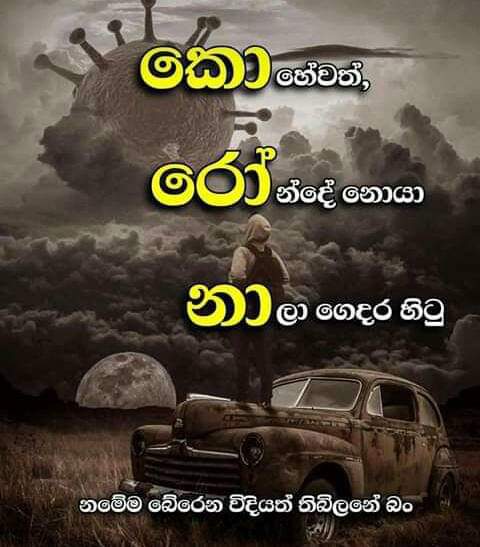 කොහේවත්,
රෝන්දේ නොයා
නාලා ගෙදර හිටු
නමේම බේරෙන විදියත් තිබිලනේ බං